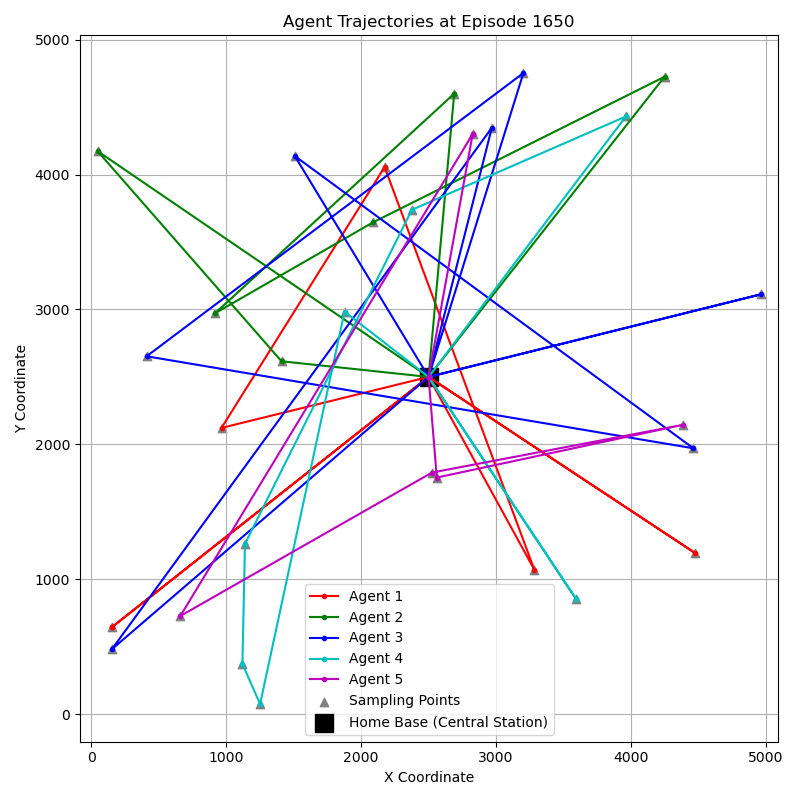 Agent Trajectories at Episode 1650
Y Coordinate
5000
4000
3000
2000
1000
0
Agent 1
Agent 2
Agent 3
Agent 4
Agent 5
Sampling Points
Home Base (Central Station)
0 1000 2000 3000 4000 5000
X Coordinate